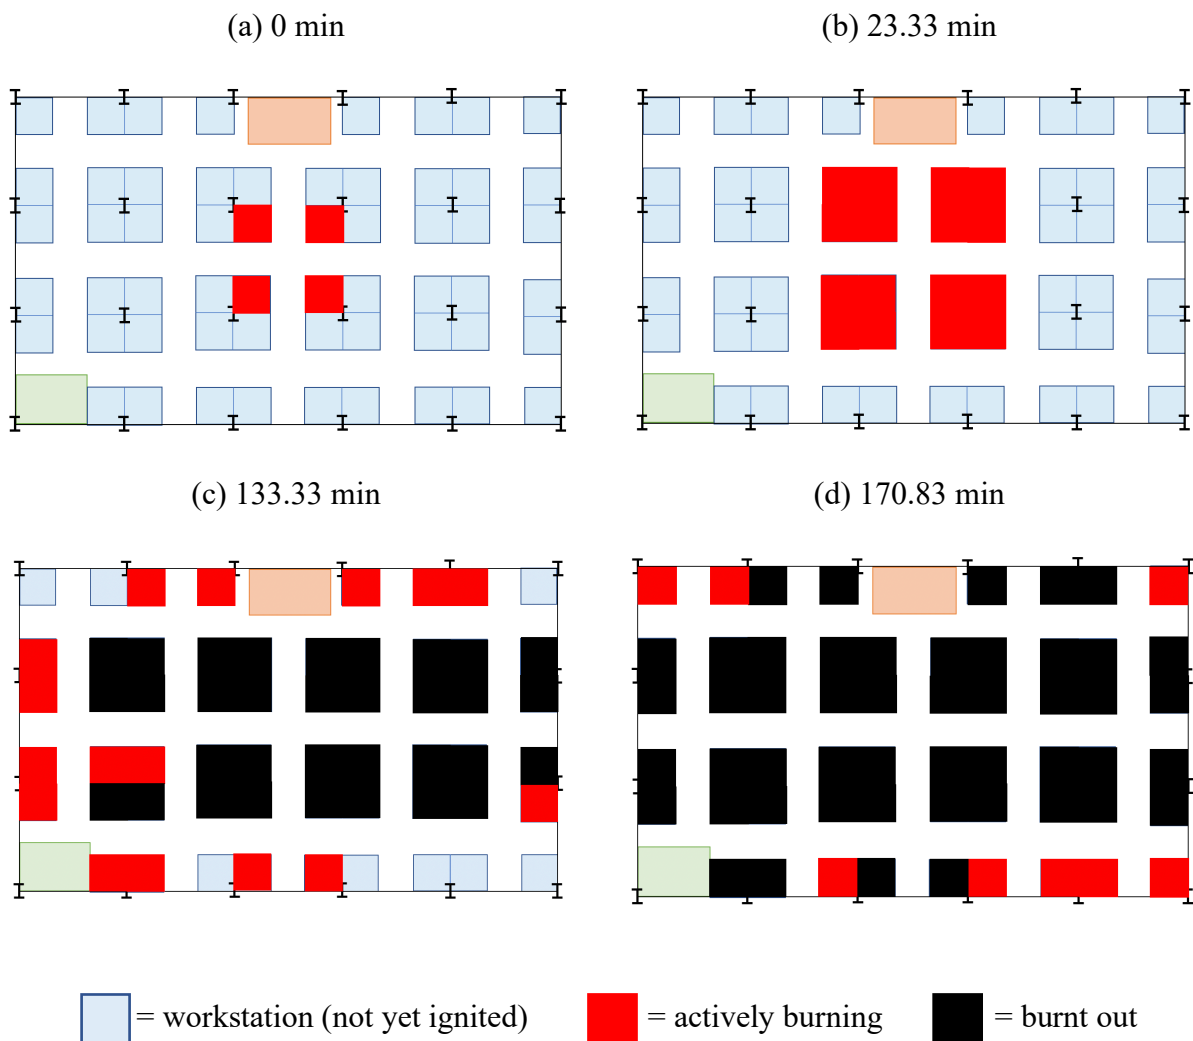 (a) 0 min
(b) 23.33 min
(c) 133.33 min
(d) 170.83 min
= workstation (not yet ignited)
= actively burning
= burnt out